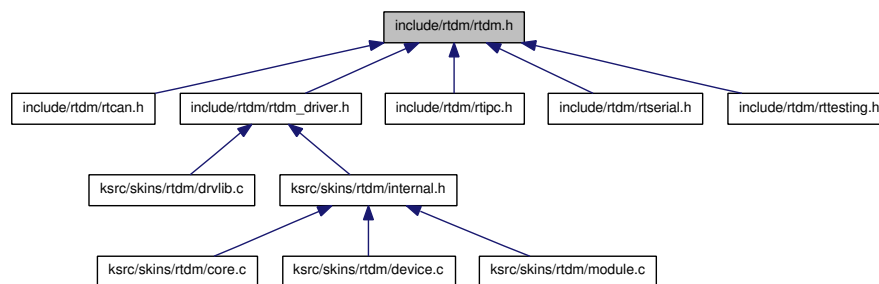 include/rtdm/rtdm.h
include/rtdm/rtcan.h
include/rtdm/rtdm_driver.h
include/rtdm/rtipc.h
include/rtdm/rtserial.h
include/rtdm/rttesting.h
ksrc/skins/rtdm/drvlib.c
ksrc/skins/rtdm/internal.h
ksrc/skins/rtdm/core.c
ksrc/skins/rtdm/device.c
ksrc/skins/rtdm/module.c